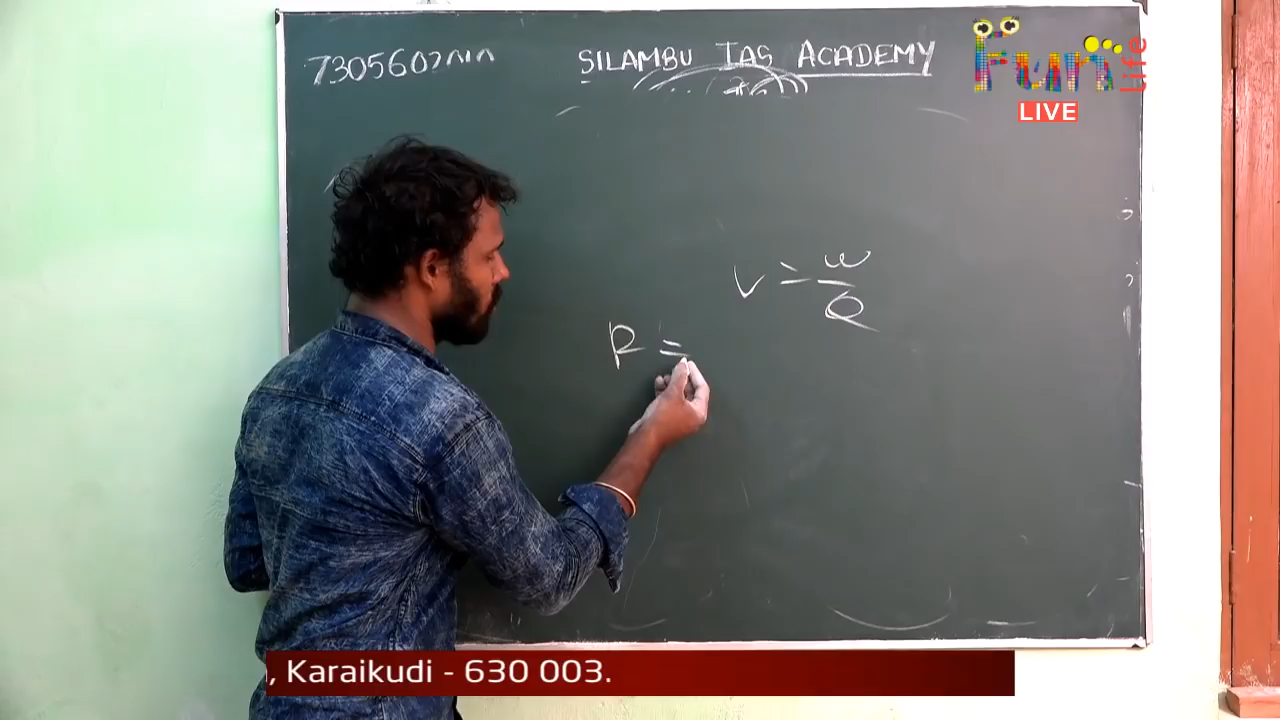 SILAMBU IAS ACADEMY
Fun Life
LIVE
V = W/Q
R =
, Karaikudi - 630 003.